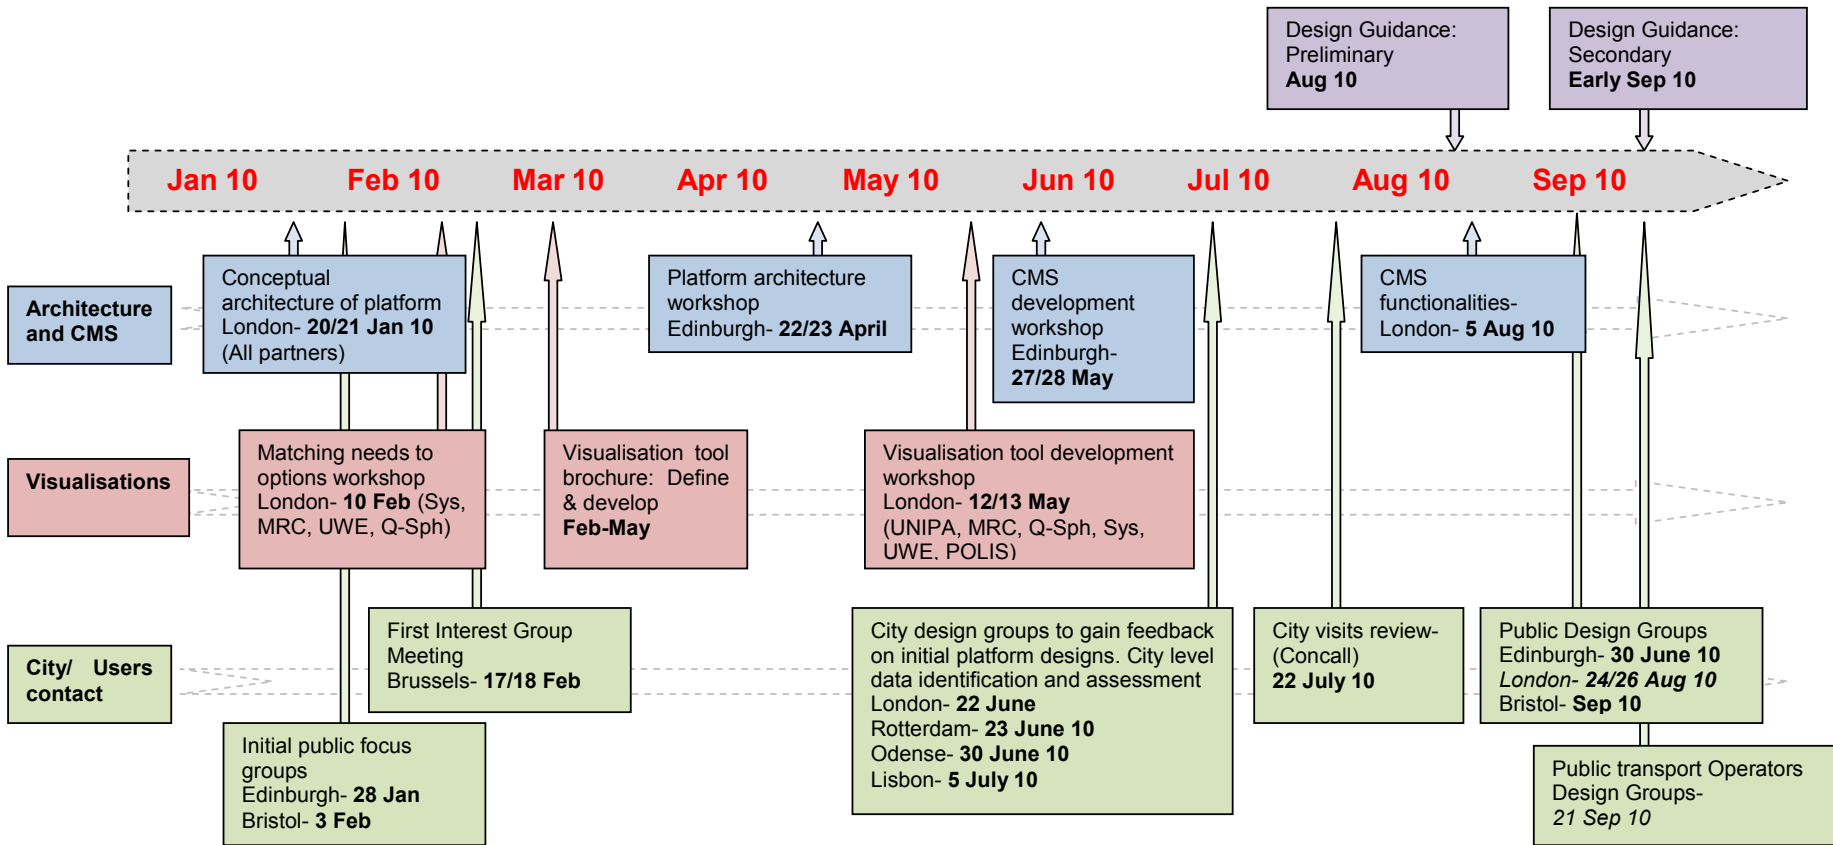 Design Guidance:
Preliminary
Aug 10
Design Guidance:
Secondary
Early Sep 10
Jan 10
Feb 10
Mar 10
Apr 10
May 10
Jun 10
Jul 10
Aug 10
Sep 10
Architecture
and CMS
Conceptual
architecture of platform
London- 20/21 Jan 10
(All partners)
Platform architecture
workshop
Edinburgh- 22/23 April
CMS
development
workshop
Edinburgh-
27/28 May
CMS
functionalities-
London- 5 Aug 10
Visualisations
Matching needs to
options workshop
London- 10 Feb (Sys,
MRC, UWE, Q-Sph)
Visualisation tool
brochure: Define
& develop
Feb-May
Visualisation tool development
workshop
London- 12/13 May
(UNIPA, MRC, Q-Sph, Sys,
UWE, POLIS)
City/ Users
contact
First Interest Group
Meeting
Brussels- 17/18 Feb
Initial public focus
groups
Edinburgh- 28 Jan
Bristol- 3 Feb
City design groups to gain feedback
on initial platform designs. City level
data identification and assessment
London- 22 June
Rotterdam- 23 June 10
Odense- 30 June 10
Lisbon- 5 July 10
City visits review-
(Concall)
22 July 10
Public Design Groups
Edinburgh- 30 June 10
London- 24/26 Aug 10
Bristol- Sep 10
Public transport Operators
Design Groups-
21 Sep 10